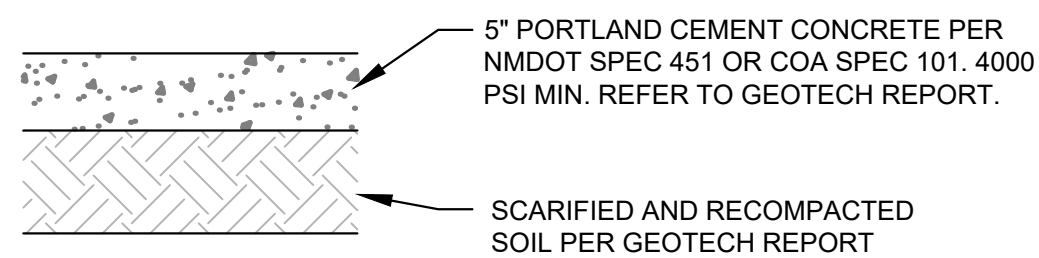 5" PORTLAND CEMENT CONCRETE PER
NMDOT SPEC 451 OR COA SPEC 101. 4000
PSI MIN. REFER TO GEOTECH REPORT.
SCARIFIED AND RECOMPACTED
SOIL PER GEOTECH REPORT